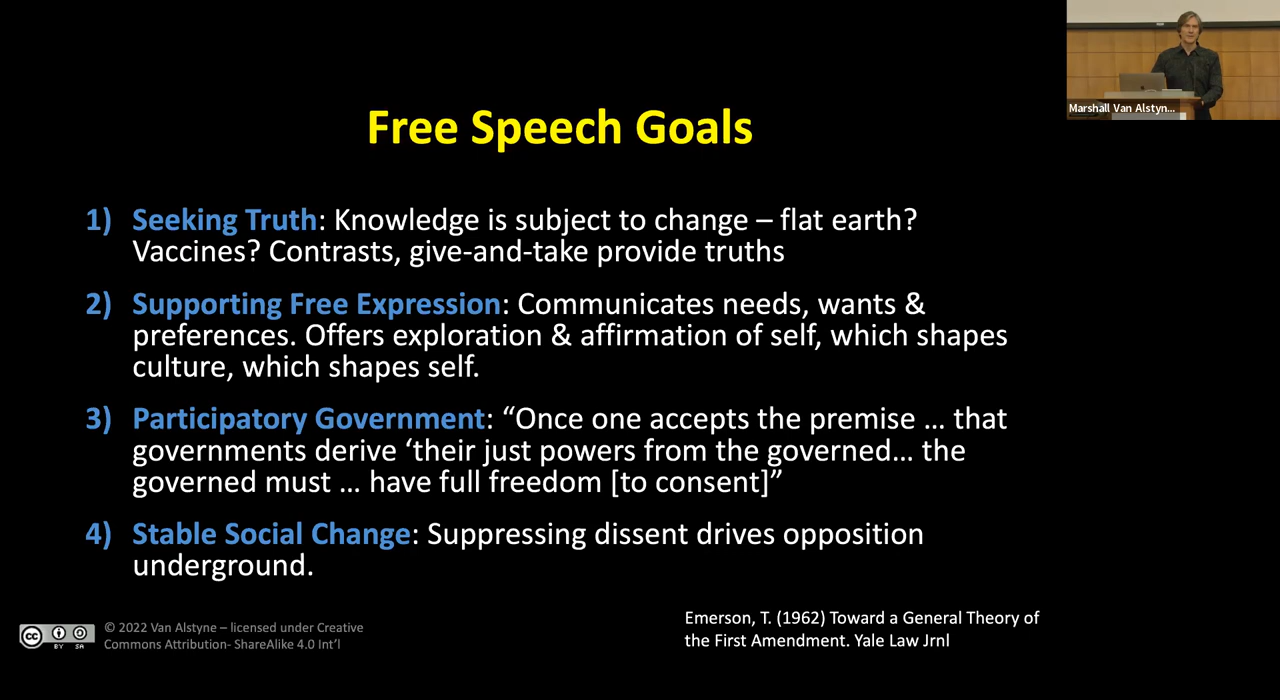 Marshall Van Alstyn...
Free Speech Goals
1) Seeking Truth: Knowledge is subject to change – flat earth?
Vaccines? Contrasts, give-and-take provide truths
2) Supporting Free Expression: Communicates needs, wants &
preferences. Offers exploration & affirmation of self, which shapes
culture, which shapes self.
3) Participatory Government: “Once one accepts the premise … that
governments derive ‘their just powers from the governed… the
governed must … have full freedom [to consent]”
4) Stable Social Change: Suppressing dissent drives opposition
underground.
cc BY SA
© 2022 Van Alstyne – licensed under Creative
Commons Attribution- ShareAlike 4.0 Int’l
Emerson, T. (1962) Toward a General Theory of
the First Amendment. Yale Law Jrnl